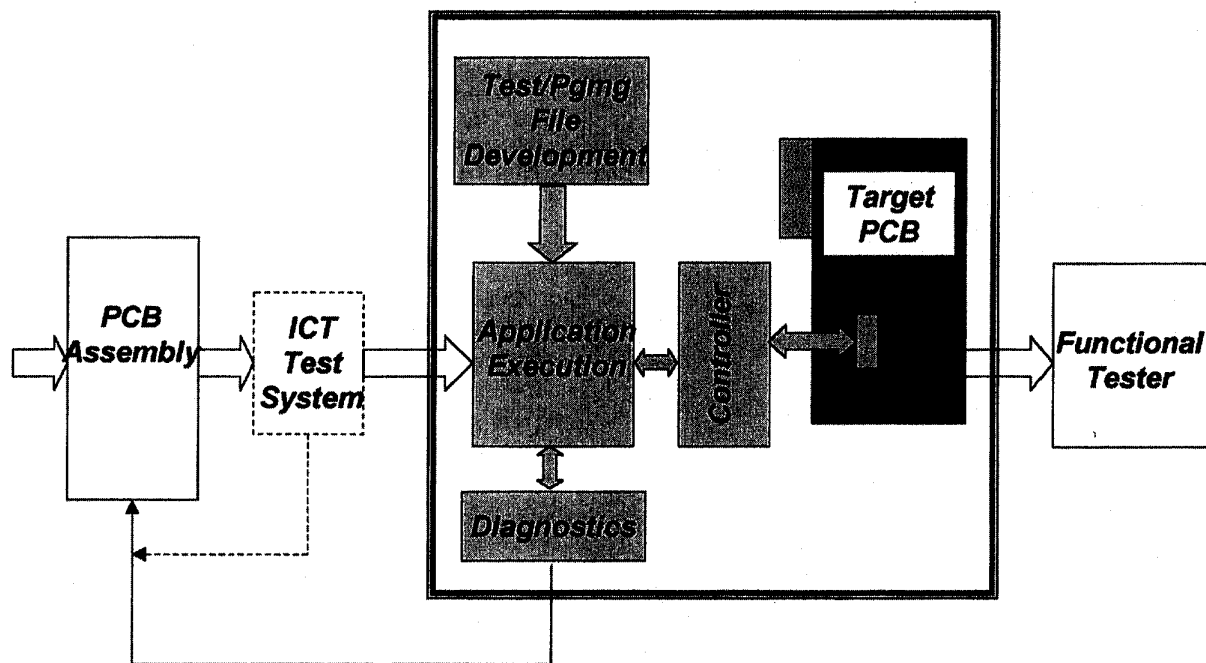 Test/Pgmg
File
Development
Target
PCB
PCB
Assembly
ICT
Test
System
Application
Execution
Controller
Functional
Tester
Diagnostics